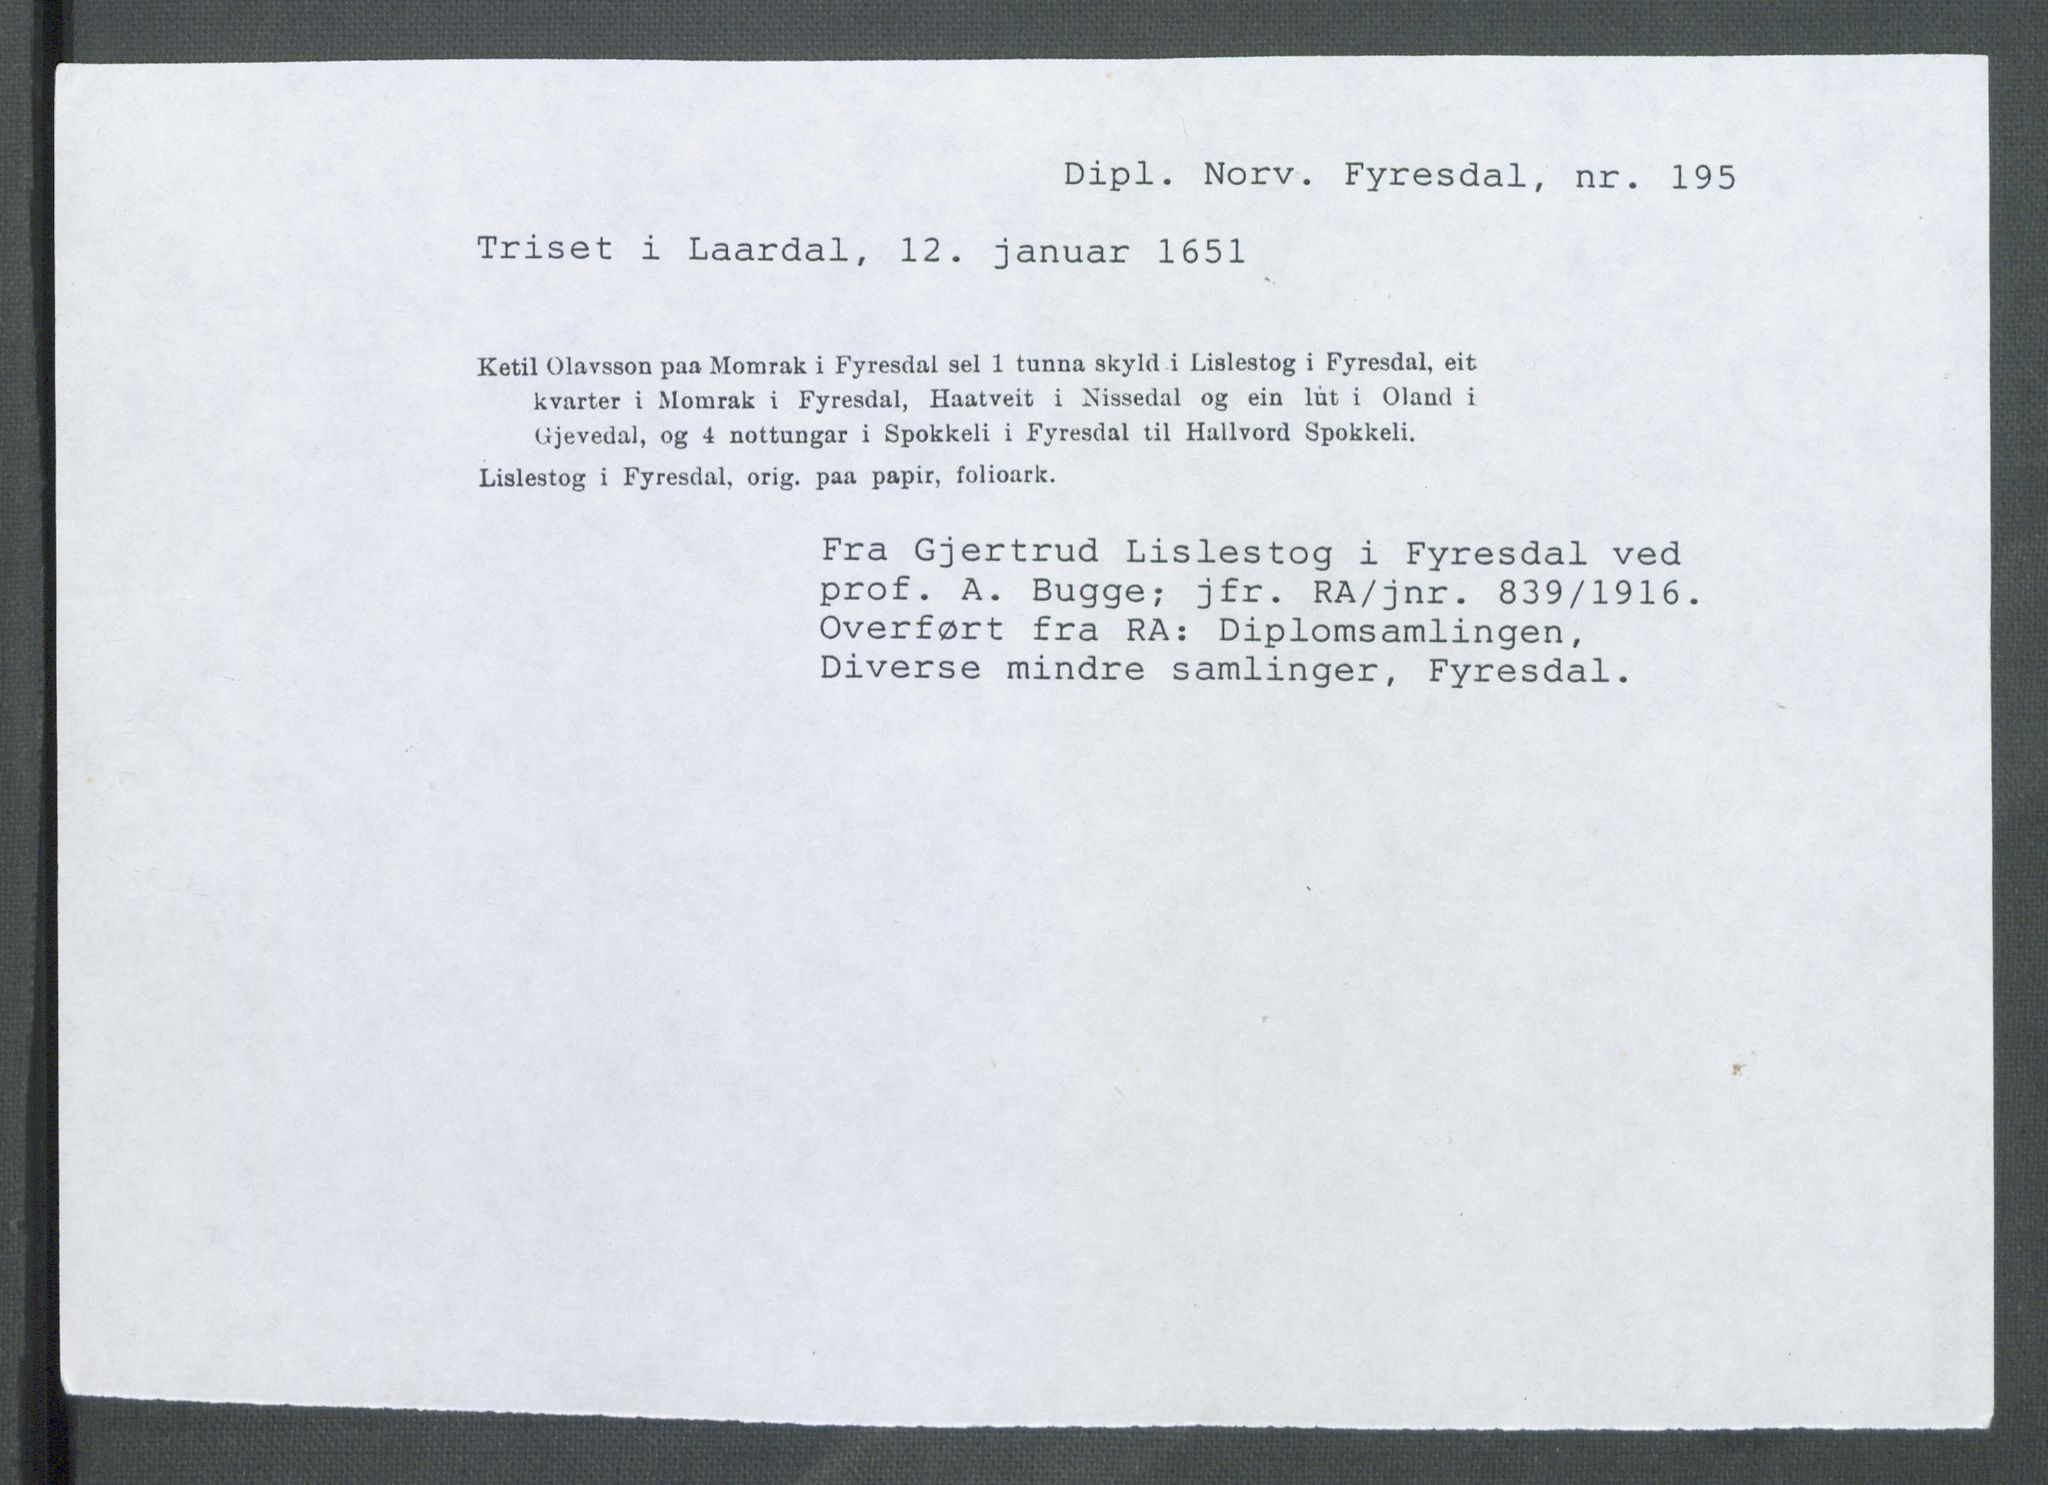 Dipl. Norv. Fyresdal, nr. 195
Triset i Laardal, 12. januar 1651
Ketil Olavsson paa Momrak i Fyresdal sel 1 tunna skyld i Lislestog i Fyresdal, eit
kvarter i Momrak i Fyresdal, Haatveit i Nissedal og ein lut i Oland i
Gjevedal, og 4 nottungar i Spokkeli i Fyresdal til Hallvord Spokkeli.
Lislestog i Fyresdal, orig. paa papir, folioark.
Fra Gjertrud Lislestog i Fyresdal ved
prof. A. Bugge; jfr. RA/jnr. 839/1916.
Overført fra RA: Diplomsamlingen,
Diverse mindre samlinger, Fyresdal.